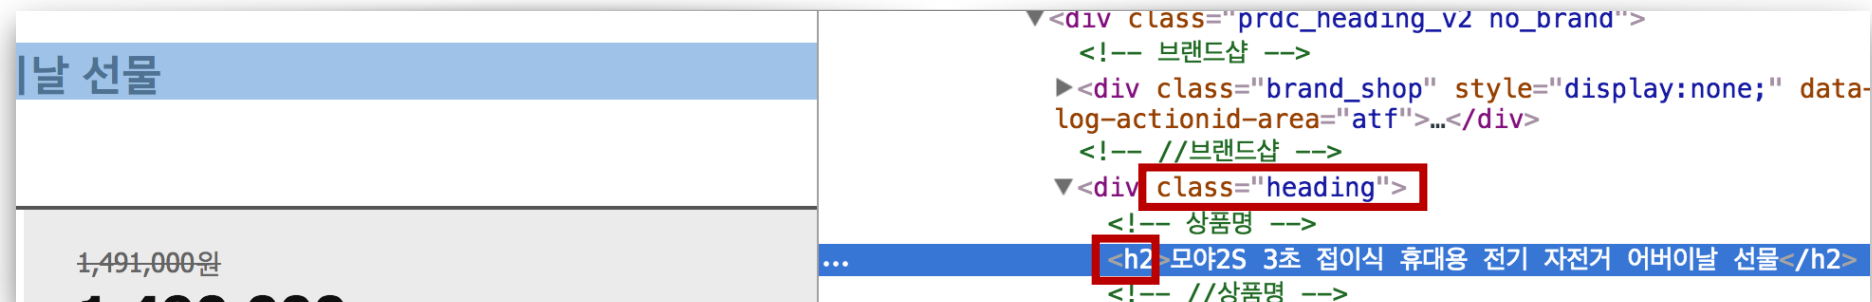 이날 선물
1,491,000원
<div class="prdc_heading_v2 no_brand">
<!-- 브랜드샵 -->
▶<div class="brand_shop" style="display:none;" data-
log-actionid-area="atf">…</div>
<!-- //브랜드샵 -->
▼<div class="heading">
<!-- 상품명 -->
... <h2>모야2S 3초 접이식 휴대용 전기 자전거 어버이날 선물</h2>
<!-- //상품명 -->